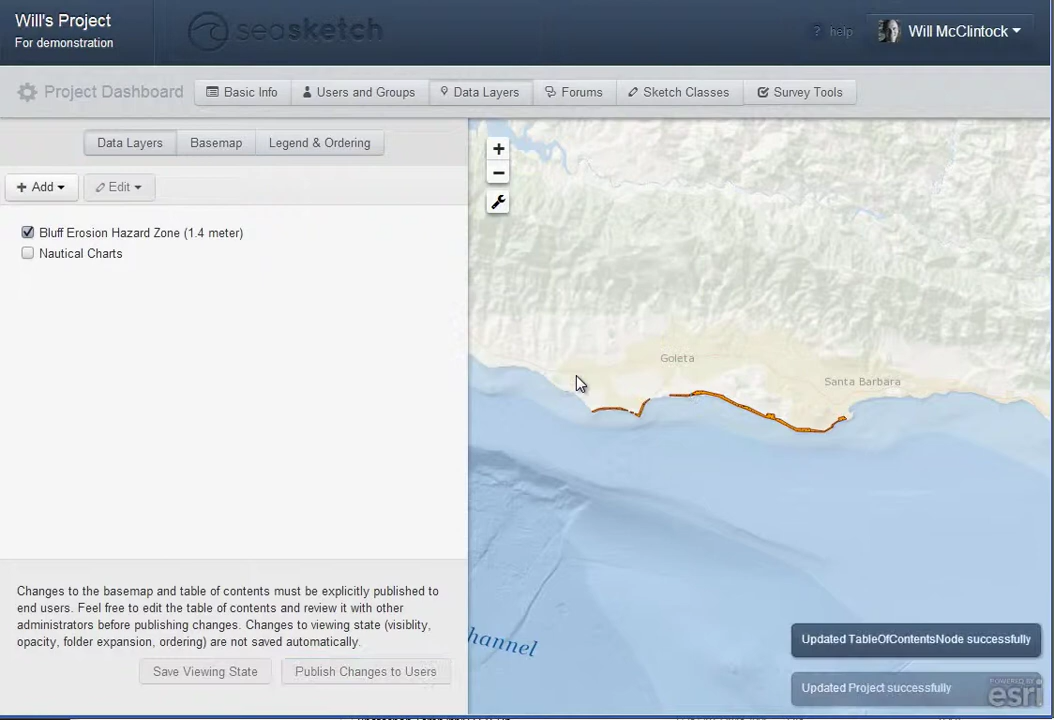 Will's Project
For demonstration
seasketch
? help
Will McClintock
Project Dashboard
Basic Info
Users and Groups
Data Layers
Forums
Sketch Classes
Survey Tools
Data Layers
Basemap
Legend & Ordering
+ Add
Edit
Bluff Erosion Hazard Zone (1.4 meter)
Nautical Charts
+
−
Goleta
Santa Barbara
hannel
Changes to the basemap and table of contents must be explicitly published to
end users. Feel free to edit the table of contents and review it with other
administrators before publishing changes. Changes to viewing state (visiblity,
opacity, folder expansion, ordering) are not saved automatically.
Save Viewing State
Publish Changes to Users
Updated TableOfContentsNode successfully
Updated Project successfully
POWERED BY
esri